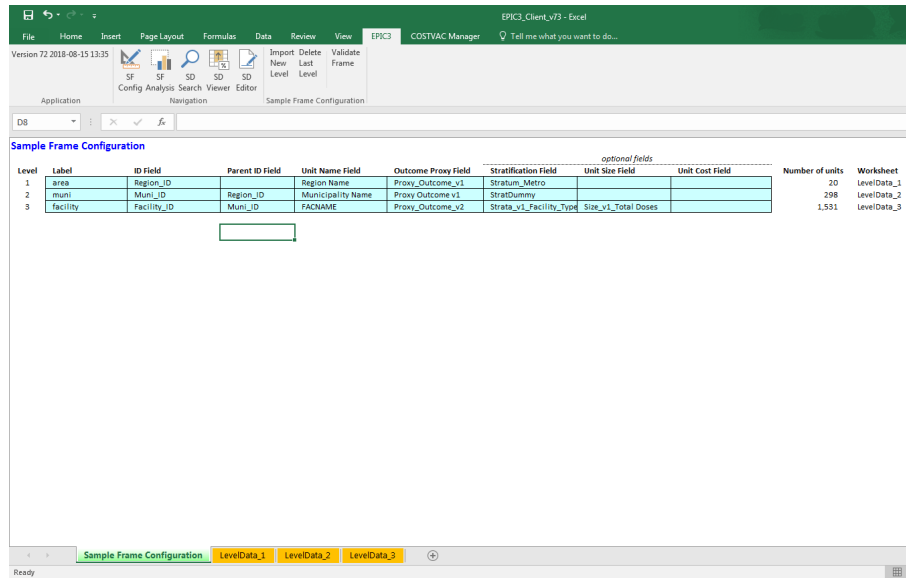 EPIC3_Client_v73 - Excel
File Home Insert Page Layout Formulas Data Review View EPIC3 COSTVAC Manager Tell me what you want to do...
Version 72 2018-08-15 13:35
SF Config
SF Analysis
SD Search
SD Viewer
SD Editor
Import New Level
Delete Last Level
Validate Frame
Application Navigation Sample Frame Configuration
D8 fx
Sample Frame Configuration
optional fields
Level Label ID Field Parent ID Field Unit Name Field Outcome Proxy Field Stratification Field Unit Size Field Unit Cost Field Number of units Worksheet
1 area Region_ID Region Name Proxy_Outcome_v1 Stratum_Metro 20 LevelData_1
2 muni Muni_ID Region_ID Municipality Name Proxy Outcome v1 StratDummy 298 LevelData_2
3 facility Facility_ID Muni_ID FACNAME Proxy_Outcome_v2 Strata_v1_Facility_Type Size_v1_Total Doses 1,531 LevelData_3
Sample Frame Configuration LevelData_1 LevelData_2 LevelData_3
Ready